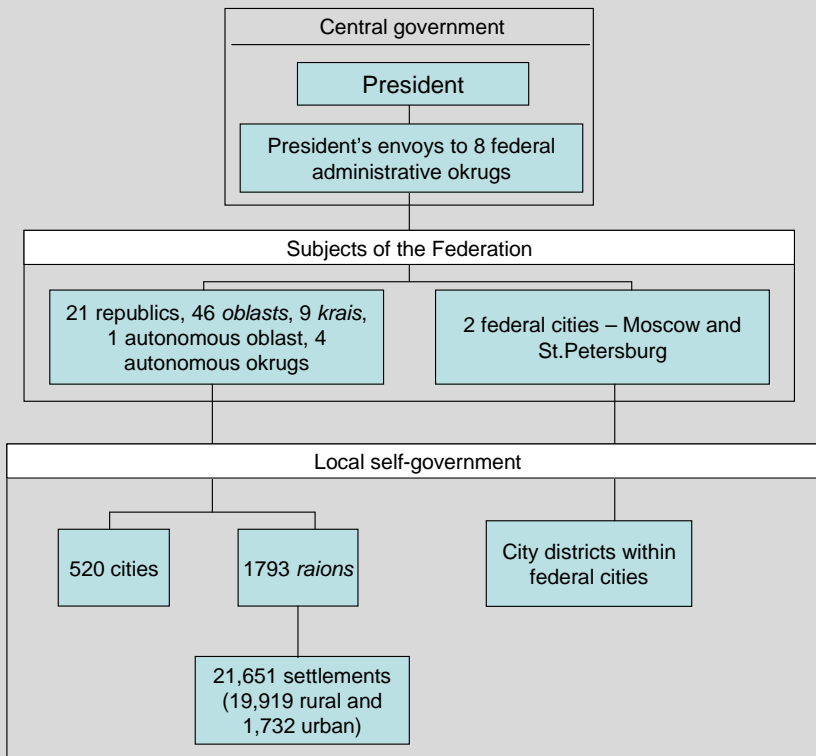 Central government
President
President's envoys to 8 federal
administrative okrugs
Subjects of the Federation
21 republics, 46 oblasts, 9 krais,
1 autonomous oblast, 4
autonomous okrugs
2 federal cities – Moscow and
St.Petersburg
Local self-government
520 cities
1793 raions
City districts within
federal cities
21,651 settlements
(19,919 rural and
1,732 urban)